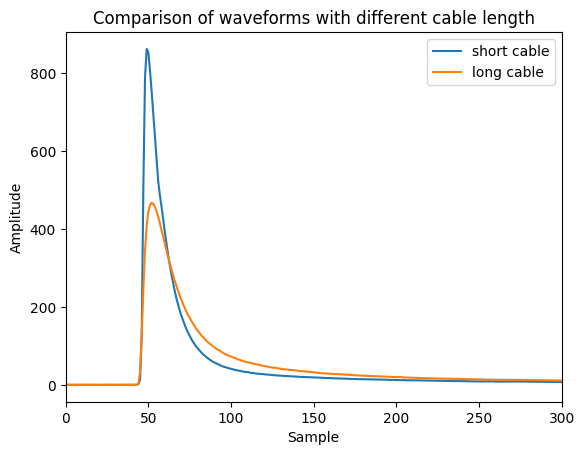 Comparison of waveforms with different cable length
short cable
long cable
Amplitude
800
600
400
200
0
0 50 100 150 200 250 300
Sample